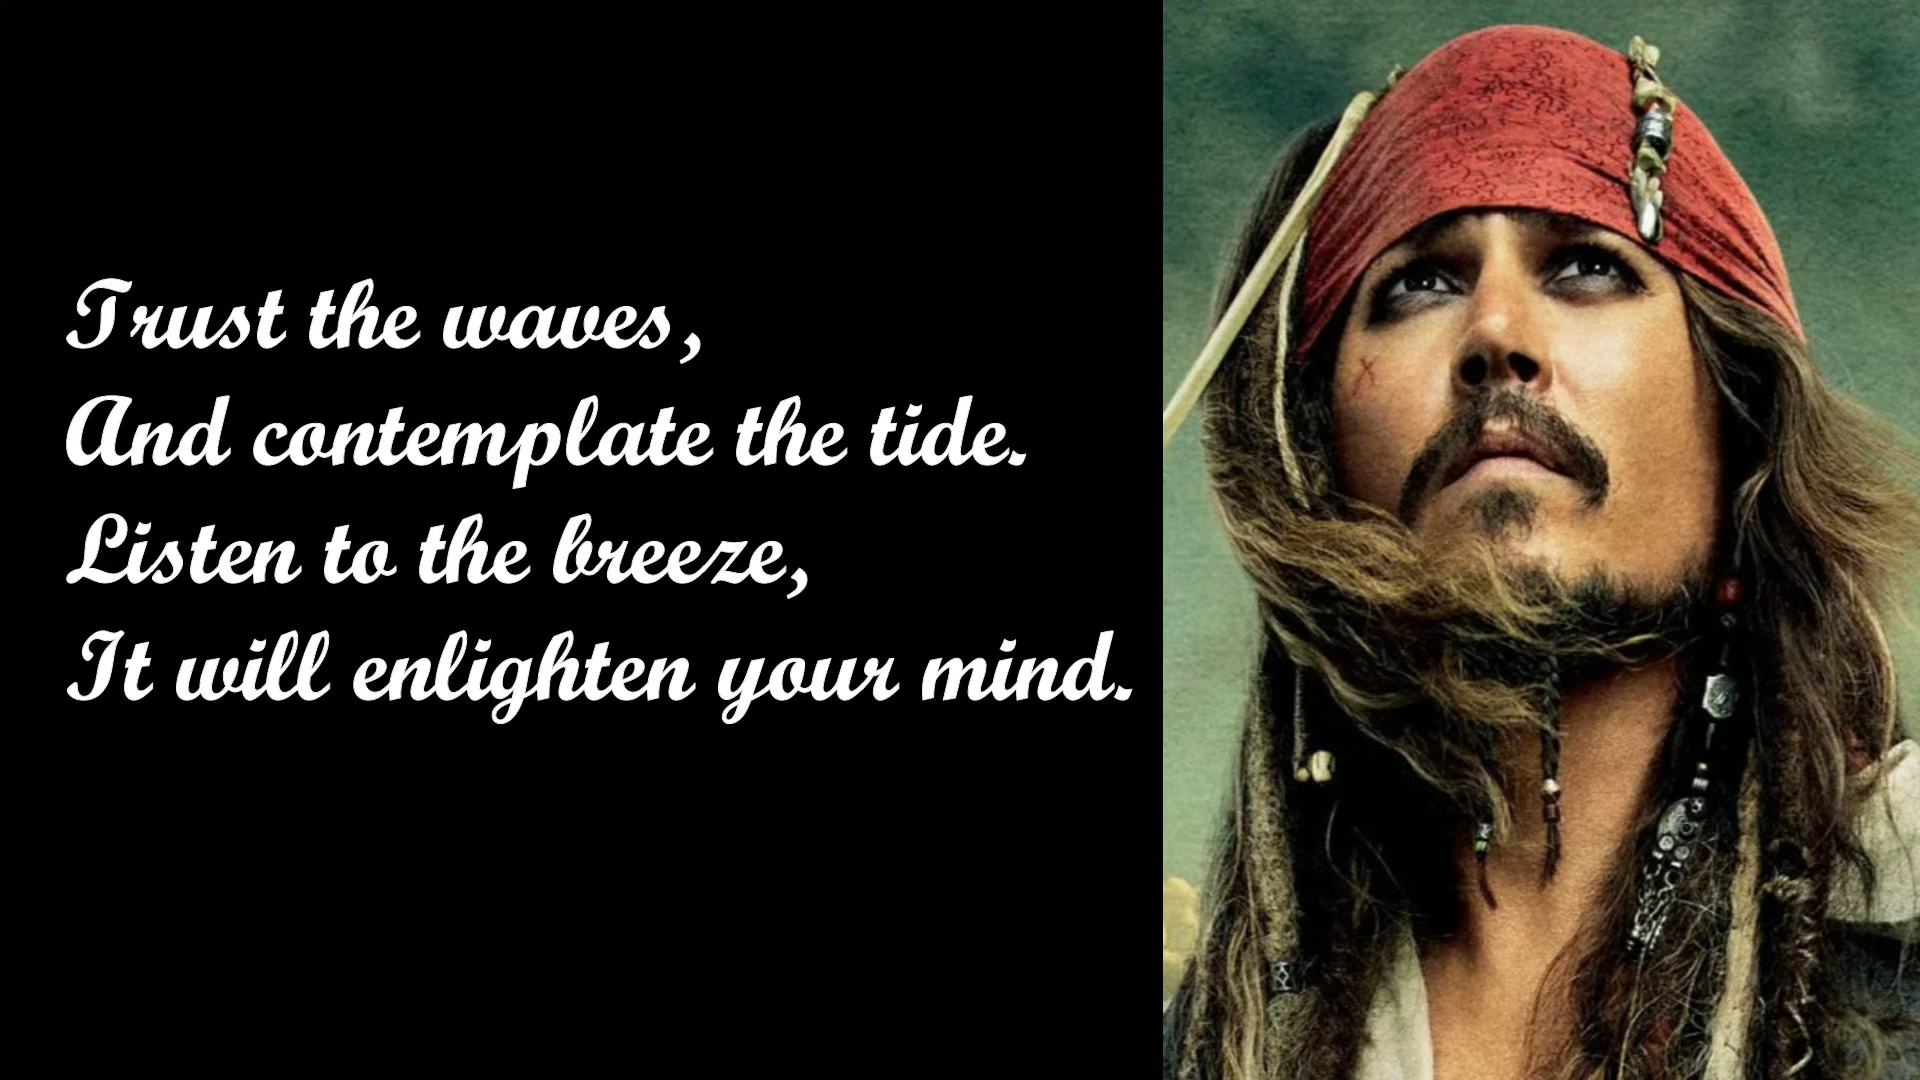 Trust the waves,
And contemplate the tide.
Listen to the breeze,
It will enlighten your mind.